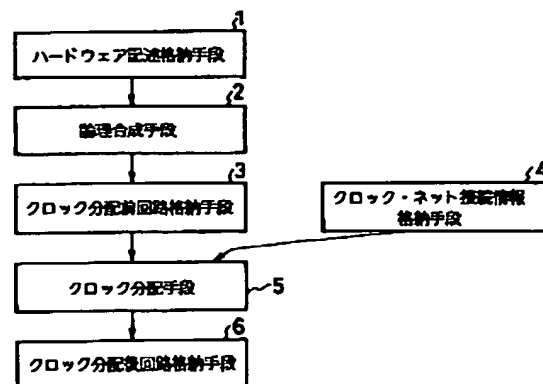 1
ハードウェア記述格納手段
2
論理合成手段
3
クロック分配前回路格納手段
4
クロック・ネット接続情報
格納手段
クロック分配手段
5
6
クロック分配後回路格納手段